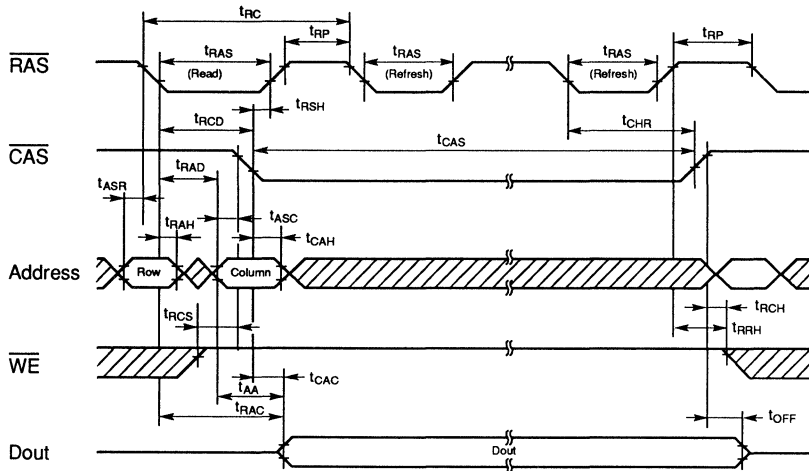 tRC
tRP
tRP
RAS
tRAS
(Read)
tRAS
(Refresh)
tRAS
(Refresh)
tRSH
tRCD
tCHR
tCAS
CAS
tRAD
tASR
tRAH
tASC
tCAH
Address
Row
Column
tRCS
tRCH
tRRH
WE
tCAC
tAA
tRAC
tOFF
Dout
Dout